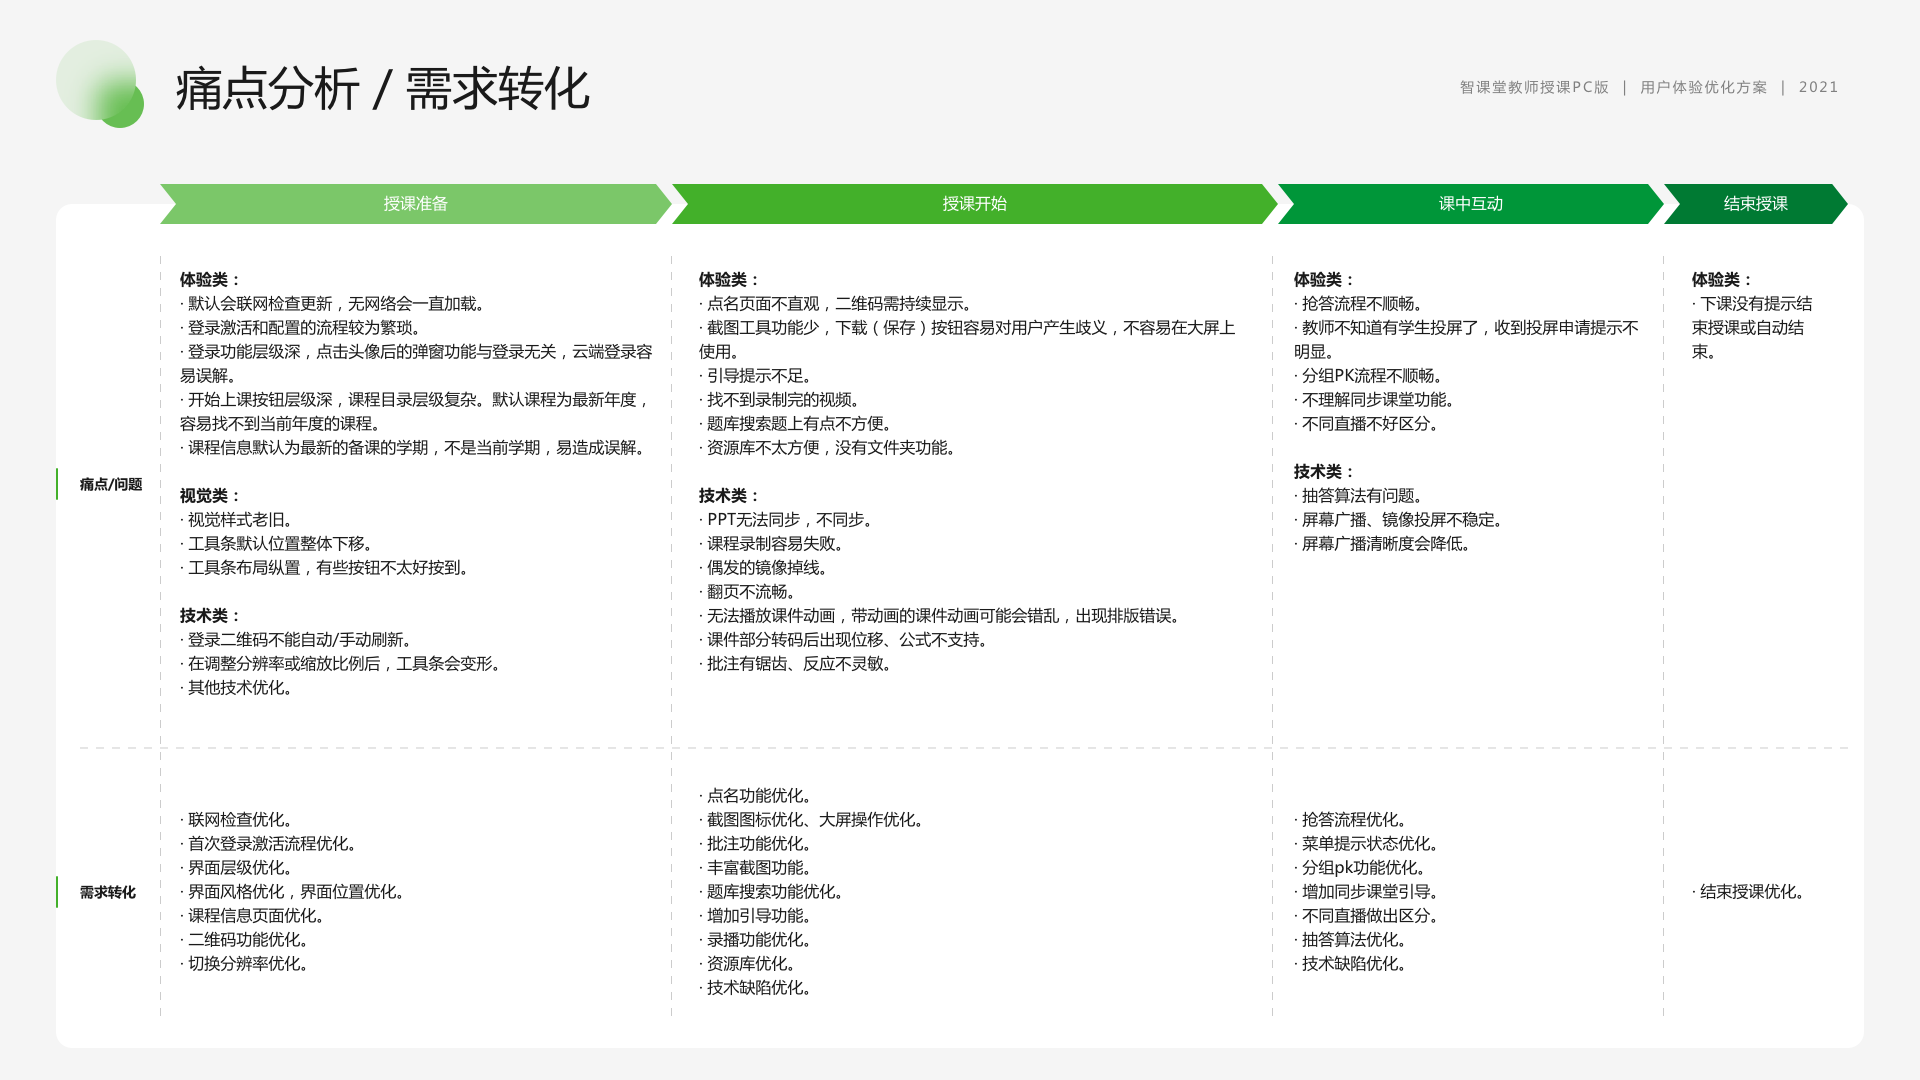 痛点分析 / 需求转化
智课堂教师授课PC版 | 用户体验优化方案 | 2021
授课准备
授课开始
课中互动
结束授课
痛点/问题
体验类：
· 默认会联网检查更新，无网络会一直加载。
· 登录激活和配置的流程较为繁琐。
· 登录功能层级深，点击头像后的弹窗功能与登录无关，云端登录容
易误解。
· 开始上课按钮层级深，课程目录层级复杂。默认课程为最新年度，
容易找不到当前年度的课程。
· 课程信息默认为最新的备课的学期，不是当前学期，易造成误解。
视觉类：
· 视觉样式老旧。
· 工具条默认位置整体下移。
· 工具条布局纵置，有些按钮不太好按到。
技术类：
· 登录二维码不能自动/手动刷新。
· 在调整分辨率或缩放比例后，工具条会变形。
· 其他技术优化。
体验类：
· 点名页面不直观，二维码需持续显示。
· 截图工具功能少，下载（保存）按钮容易对用户产生歧义，不容易在大屏上
使用。
· 引导提示不足。
· 找不到录制完的视频。
· 题库搜索题上有点不方便。
· 资源库不太方便，没有文件夹功能。
技术类：
· PPT无法同步，不同步。
· 课程录制容易失败。
· 偶发的镜像掉线。
· 翻页不流畅。
· 无法播放课件动画，带动画的课件动画可能会错乱，出现排版错误。
· 课件部分转码后出现位移、公式不支持。
· 批注有锯齿、反应不灵敏。
体验类：
· 抢答流程不顺畅。
· 教师不知道有学生投屏了，收到投屏申请提示不
明显。
· 分组PK流程不顺畅。
· 不理解同步课堂功能。
· 不同直播不好区分。
技术类：
· 抽答算法有问题。
· 屏幕广播、镜像投屏不稳定。
· 屏幕广播清晰度会降低。
体验类：
· 下课没有提示结
束授课或自动结
束。
需求转化
· 联网检查优化。
· 首次登录激活流程优化。
· 界面层级优化。
· 界面风格优化，界面位置优化。
· 课程信息页面优化。
· 二维码功能优化。
· 切换分辨率优化。
· 点名功能优化。
· 截图图标优化、大屏操作优化。
· 批注功能优化。
· 丰富截图功能。
· 题库搜索功能优化。
· 增加引导功能。
· 录播功能优化。
· 资源库优化。
· 技术缺陷优化。
· 抢答流程优化。
· 菜单提示状态优化。
· 分组pk功能优化。
· 增加同步课堂引导。
· 不同直播做出区分。
· 抽答算法优化。
· 技术缺陷优化。
· 结束授课优化。